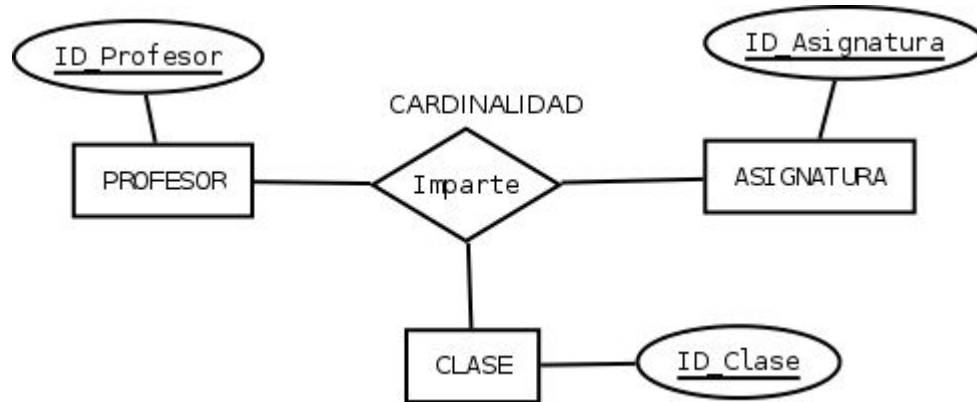 ID_Profesor
ID_Asignatura
CARDINALIDAD
PROFESOR
Imparte
ASIGNATURA
CLASE
ID_Clase